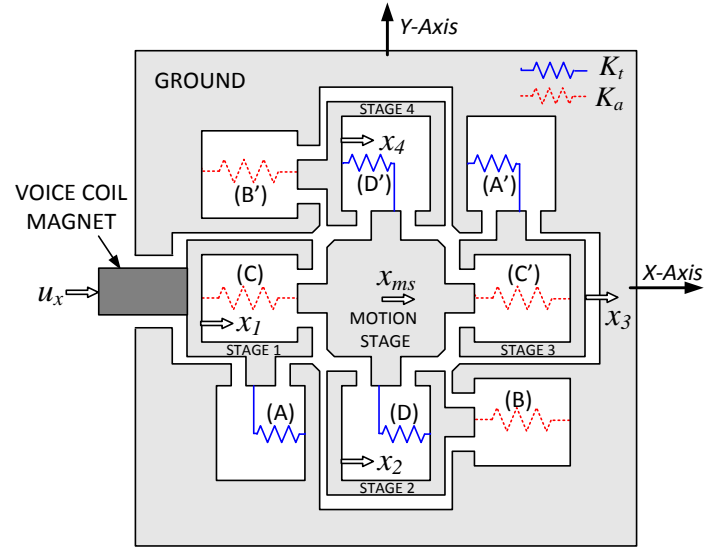 Y-Axis
GROUND
K_t
K_a
STAGE 4
x_4
(B')
(D')
(A')
VOICE COIL
MAGNET
u_x
(C)
x_1
STAGE 1
x_ms
MOTION
STAGE
(C')
STAGE 3
X-Axis
x_3
(A)
(D)
(B)
x_2
STAGE 2